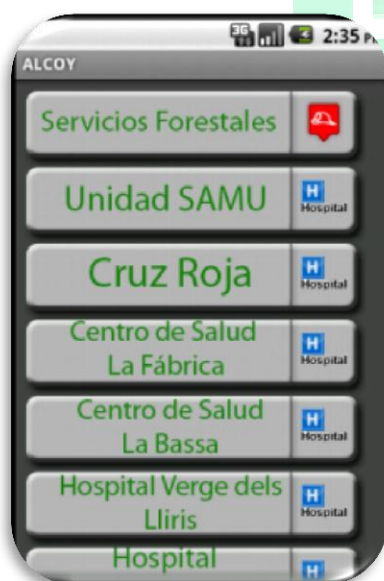 3G 2:35 P
ALCOY
Servicios Forestales
Unidad SAMU
H
Hospital
Cruz Roja
H
Hospital
Centro de Salud
La Fábrica
H
Hospital
Centro de Salud
La Bassa
H
Hospital
Hospital Verge dels
Lliris
H
Hospital
Hospital
H